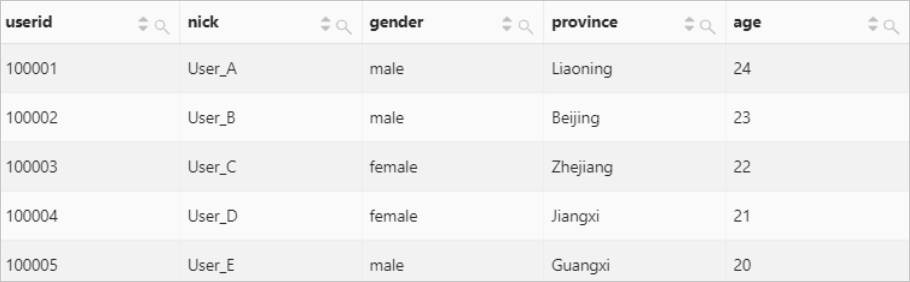 userid nick gender province age
100001 User_A male Liaoning 24
100002 User_B male Beijing 23
100003 User_C female Zhejiang 22
100004 User_D female Jiangxi 21
100005 User_E male Guangxi 20